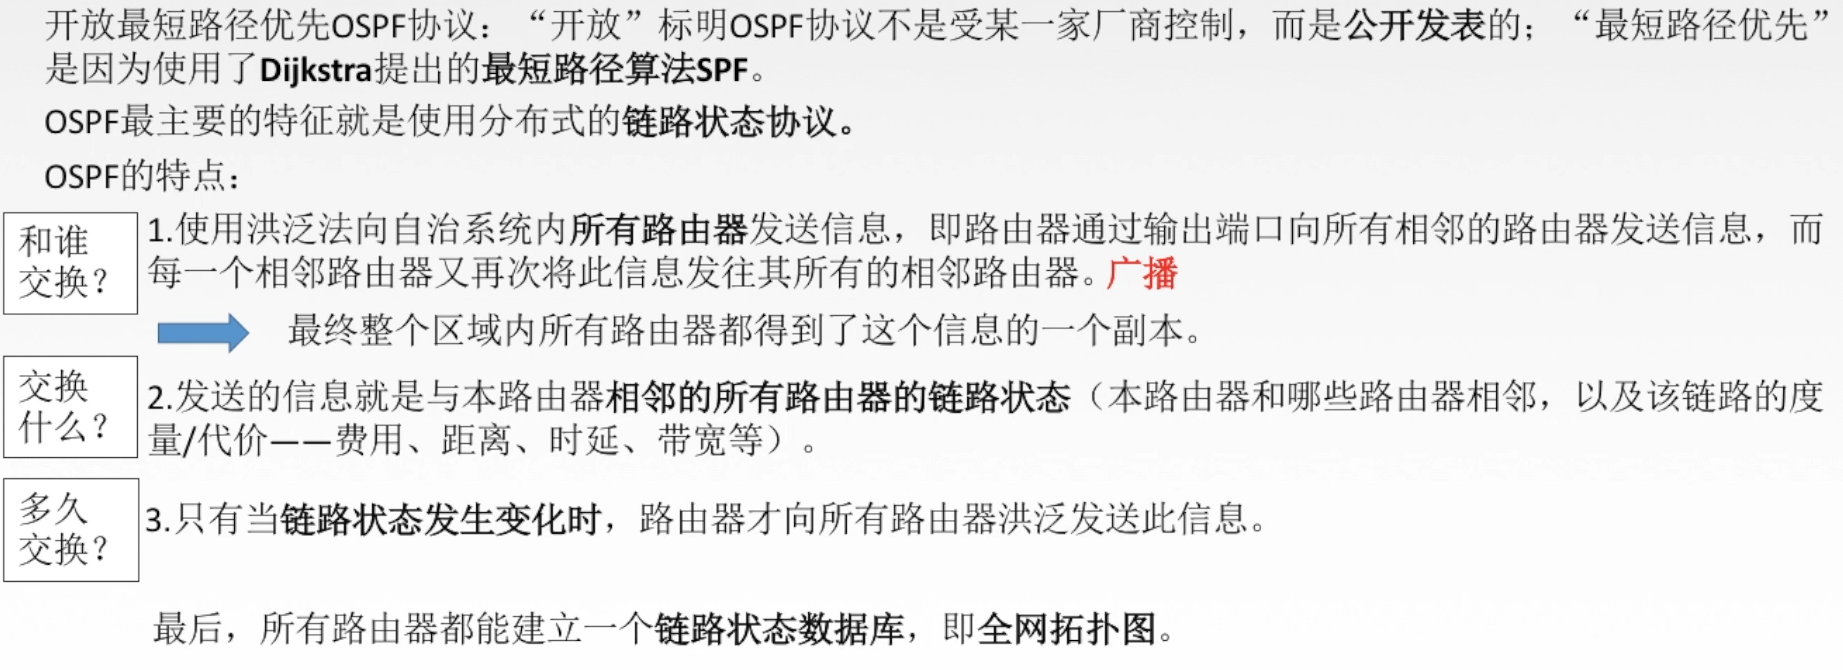 开放最短路径优先OSPF协议：“开放”标明OSPF协议不是受某一家厂商控制，而是公开发表的；“最短路径优先”
是因为使用了Dijkstra提出的最短路径算法SPF。
OSPF最主要的特征就是使用分布式的链路状态协议。
OSPF的特点：
和谁
交换？
1.使用洪泛法向自治系统内所有路由器发送信息，即路由器通过输出端口向所有相邻的路由器发送信息，而
每一个相邻路由器又再次将此信息发往其所有的相邻路由器。广播
最终整个区域内所有路由器都得到了这个信息的一个副本。
交换
什么？
2.发送的信息就是与本路由器相邻的所有路由器的链路状态（本路由器和哪些路由器相邻，以及该链路的度
量/代价——费用、距离、时延、带宽等）。
多久
交换？
3.只有当链路状态发生变化时，路由器才向所有路由器洪泛发送此信息。
最后，所有路由器都能建立一个链路状态数据库，即全网拓扑图。